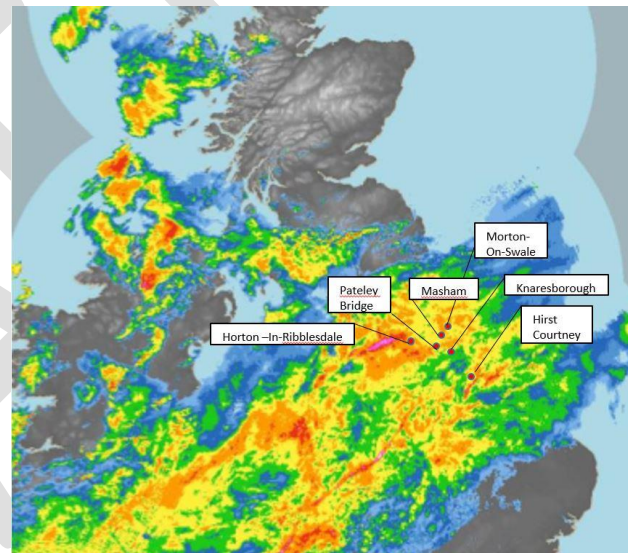 Morton-
On-Swale
Pateley
Bridge
Masham
Knaresborough
Horton –In-Ribblesdale
Hirst
Courtney